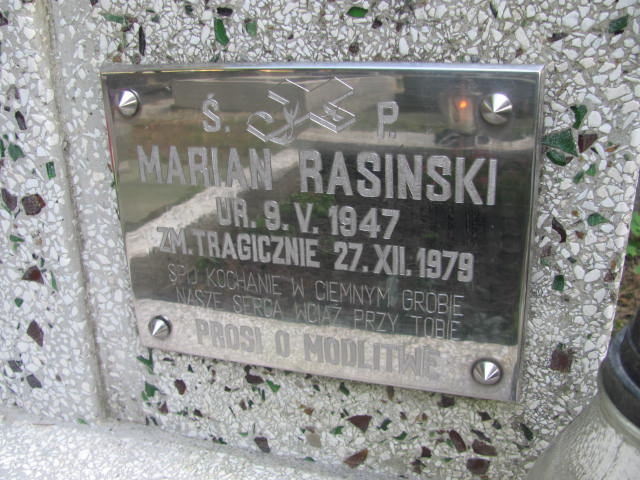 Ś. P.
MARIAN RASINSKI
UR. 9. V. 1947
ZM. TRAGICZNIE 27. XII. 1979
ŚPIJ KOCHANIE W CIEMNYM GROBIE
NASZE SERCA WCIĄŻ PRZY TOBIE
PROSI O MODLITWĘ